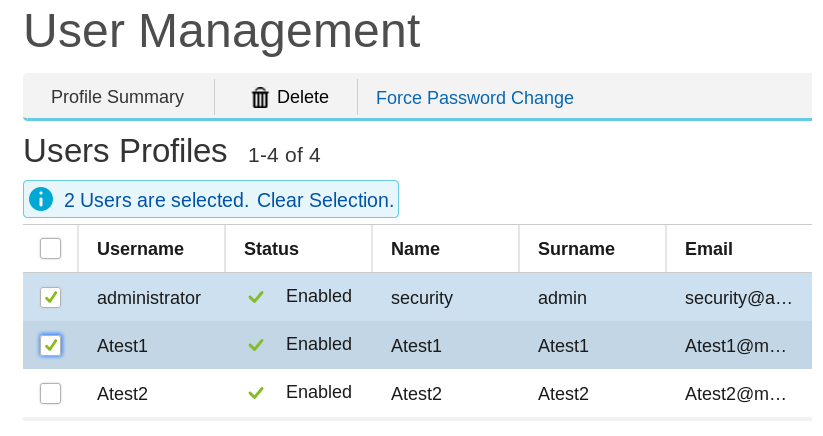 User Management
Profile Summary Delete Force Password Change
Users Profiles 1-4 of 4
2 Users are selected. Clear Selection.
Username Status Name Surname Email
administrator Enabled security admin security@a...
Atest1 Enabled Atest1 Atest1 Atest1@m...
Atest2 Enabled Atest2 Atest2 Atest2@m...